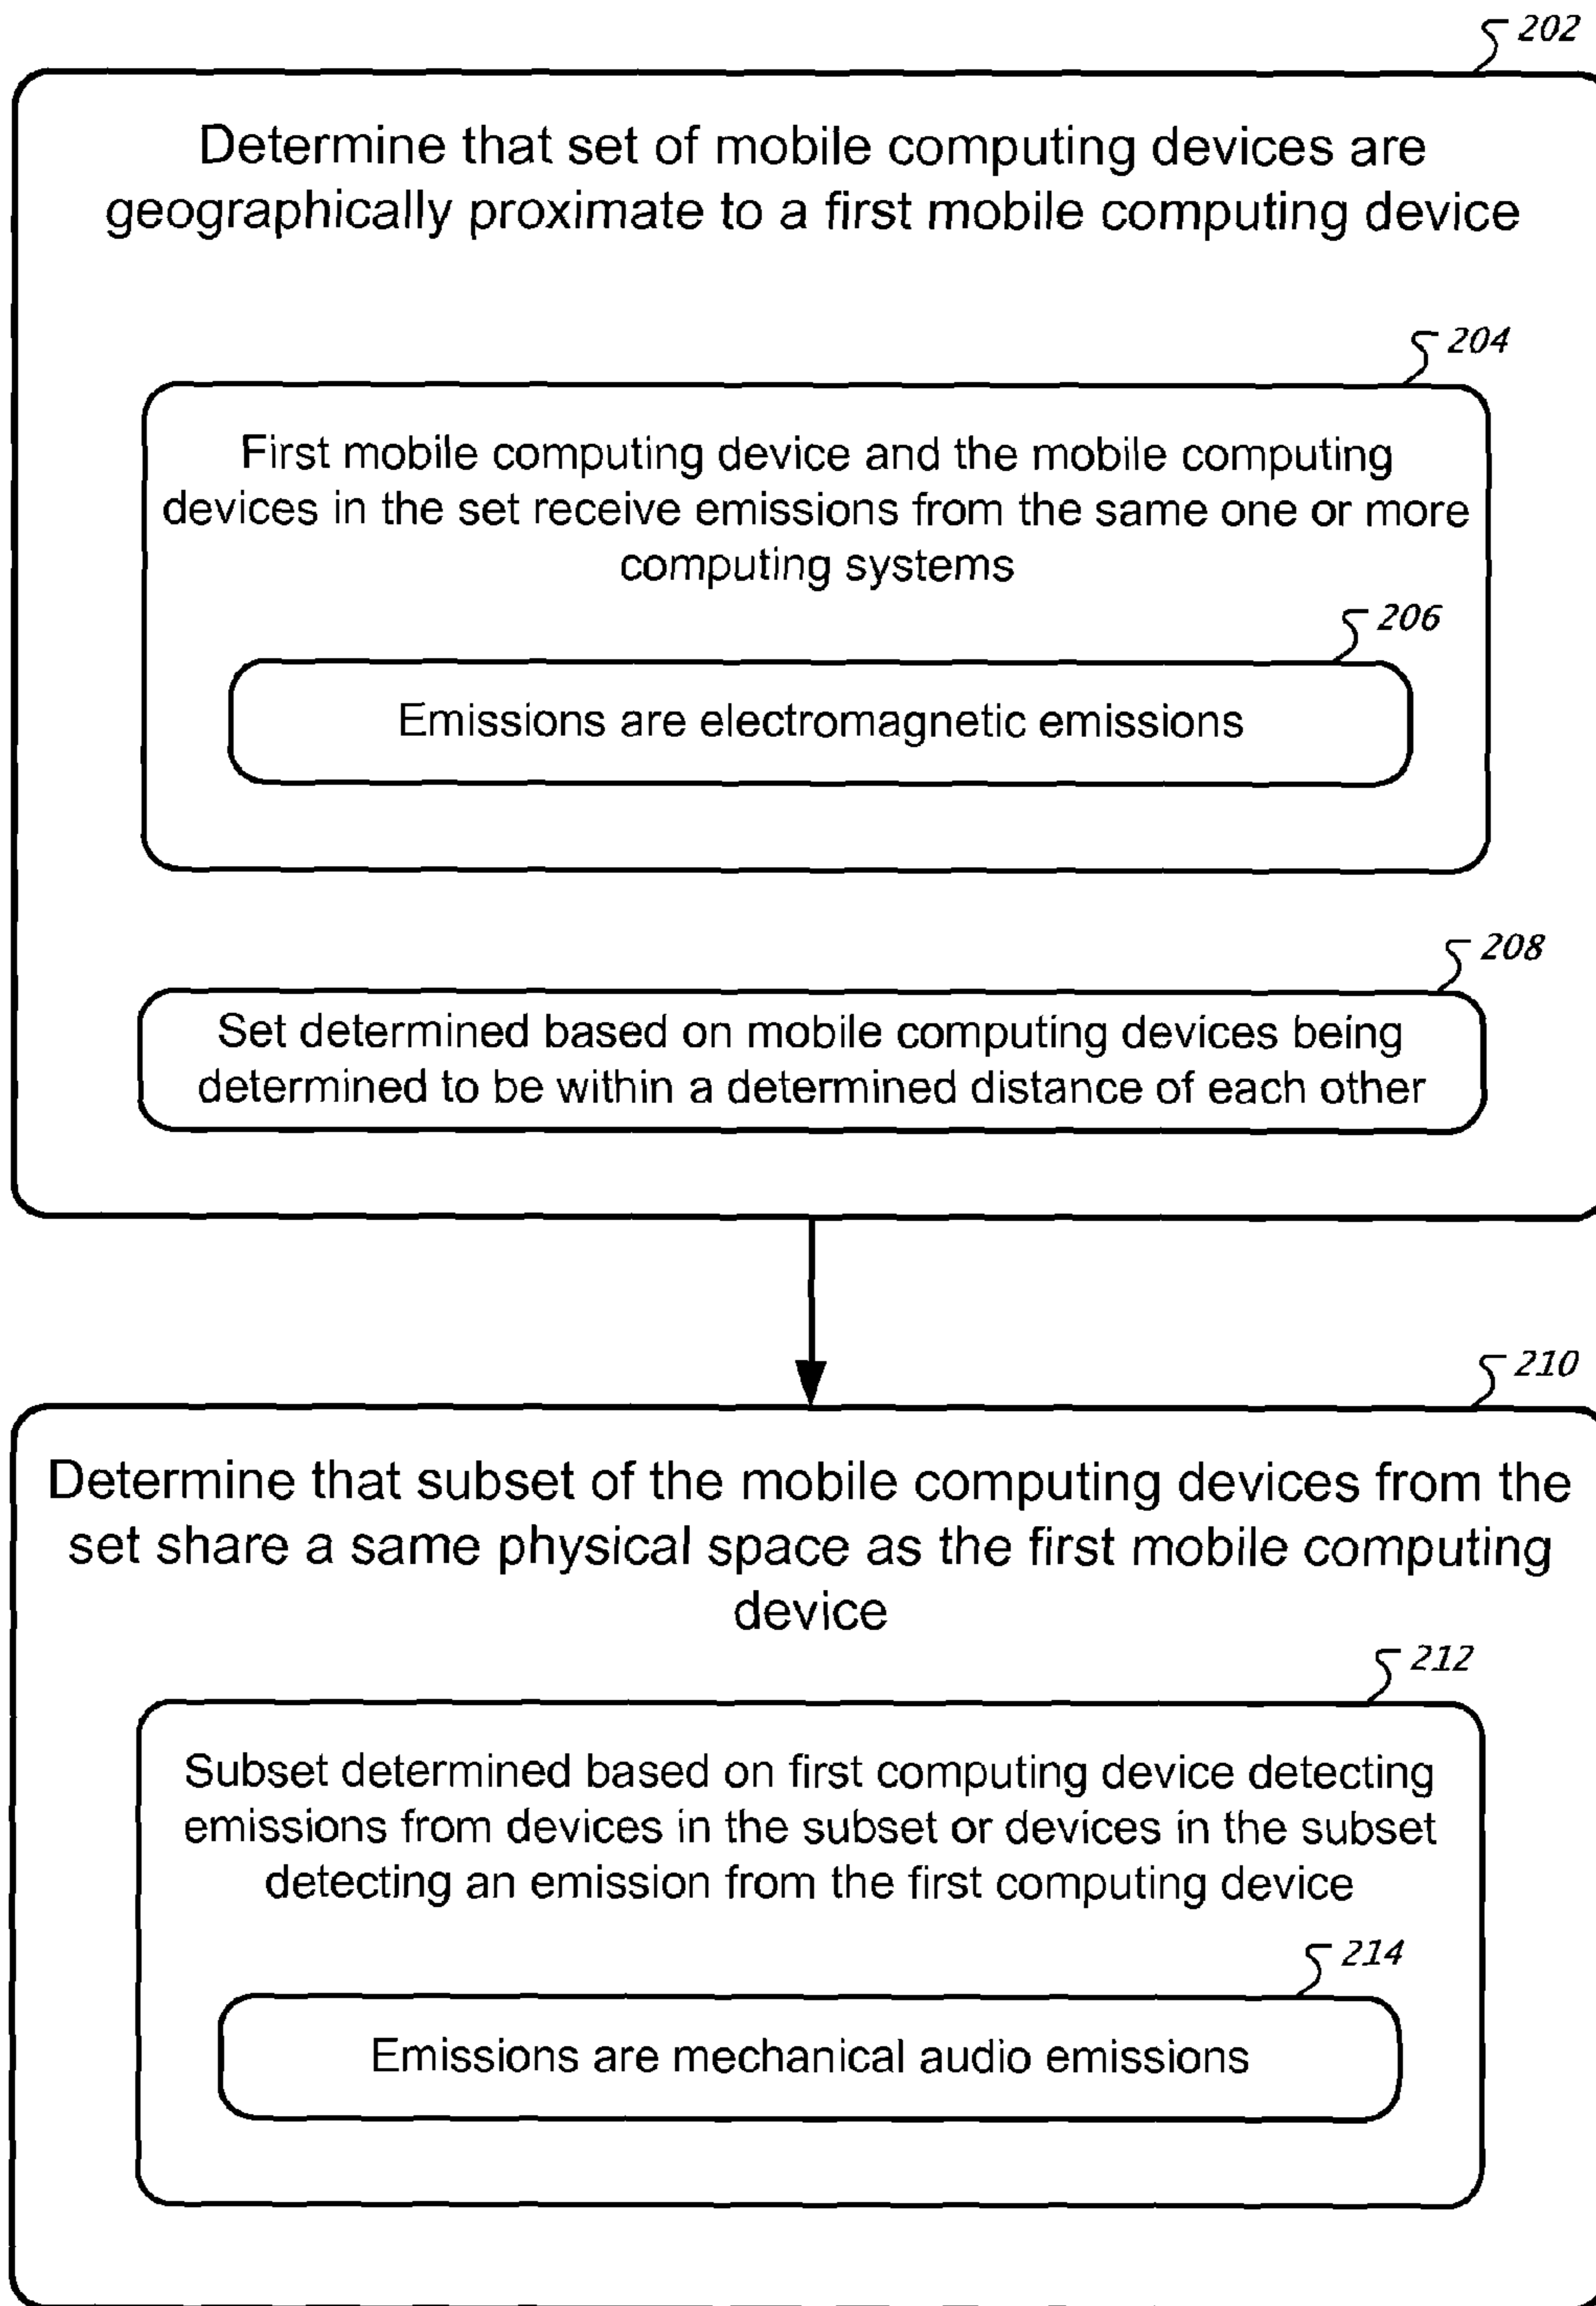 202
Determine that set of mobile computing devices are
geographically proximate to a first mobile computing device
204
First mobile computing device and the mobile computing
devices in the set receive emissions from the same one or more
computing systems
206
Emissions are electromagnetic emissions
208
Set determined based on mobile computing devices being
determined to be within a determined distance of each other
210
Determine that subset of the mobile computing devices from the
set share a same physical space as the first mobile computing
device
212
Subset determined based on first computing device detecting
emissions from devices in the subset or devices in the subset
detecting an emission from the first computing device
214
Emissions are mechanical audio emissions